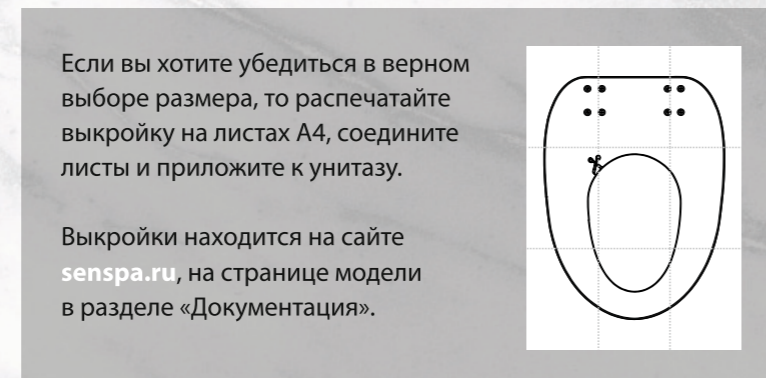 Если вы хотите убедиться в верном
выборе размера, то распечатайте
выкройку на листах А4, соедините
листы и приложите к унитазу.
Выкройки находится на сайте
senspa.ru, на странице модели
в разделе «Документация».